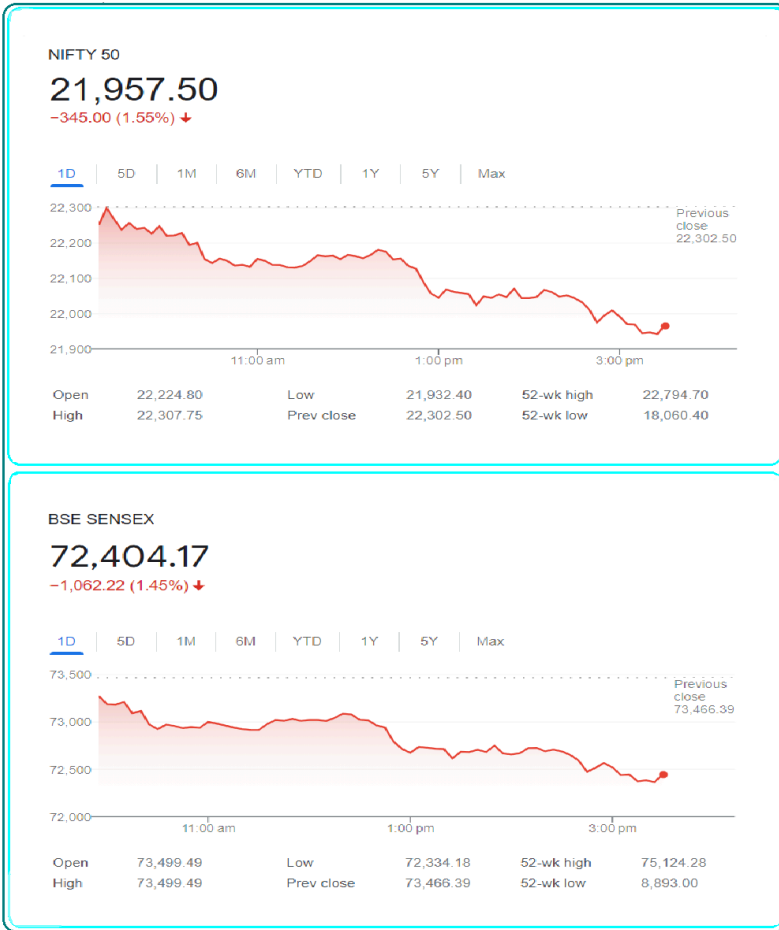 NIFTY 50
21,957.50
−345.00 (1.55%) ↓
1D 5D 1M 6M YTD 1Y 5Y Max
22,300
22,200
22,100
22,000
21,900
Previous
close
22,302.50
11:00 am 1:00 pm 3:00 pm
Open 22,224.80 Low 21,932.40 52-wk high 22,794.70
High 22,307.75 Prev close 22,302.50 52-wk low 18,060.40
BSE SENSEX
72,404.17
−1,062.22 (1.45%) ↓
1D 5D 1M 6M YTD 1Y 5Y Max
73,500
73,000
72,500
72,000
Previous
close
73,466.39
11:00 am 1:00 pm 3:00 pm
Open 73,499.49 Low 72,334.18 52-wk high 75,124.28
High 73,499.49 Prev close 73,466.39 52-wk low 8,893.00